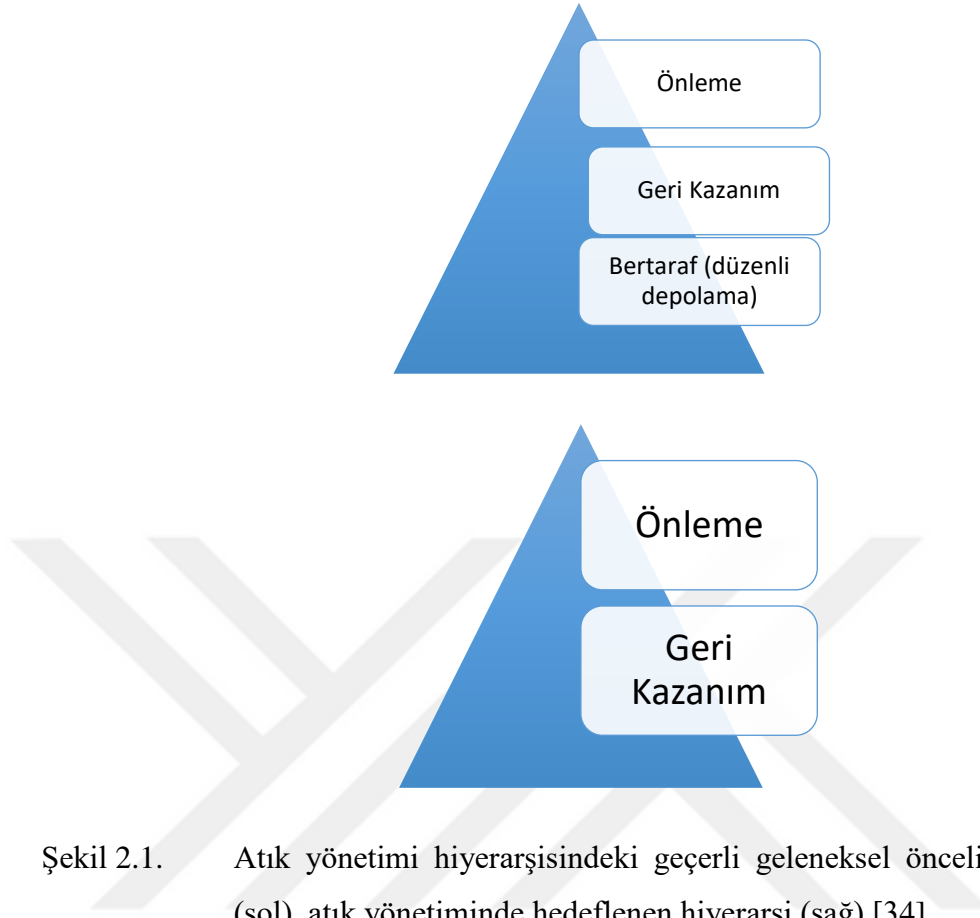 Önleme
Geri Kazanım
Bertaraf (düzenli
depolama)
Önleme
Geri
Kazanım
Şekil 2.1. Atık yönetimi hiyerarşisindeki geçerli geleneksel önceli
(sol), atık yönetiminde hedeflenen hiyerarşi (sağ) [34]